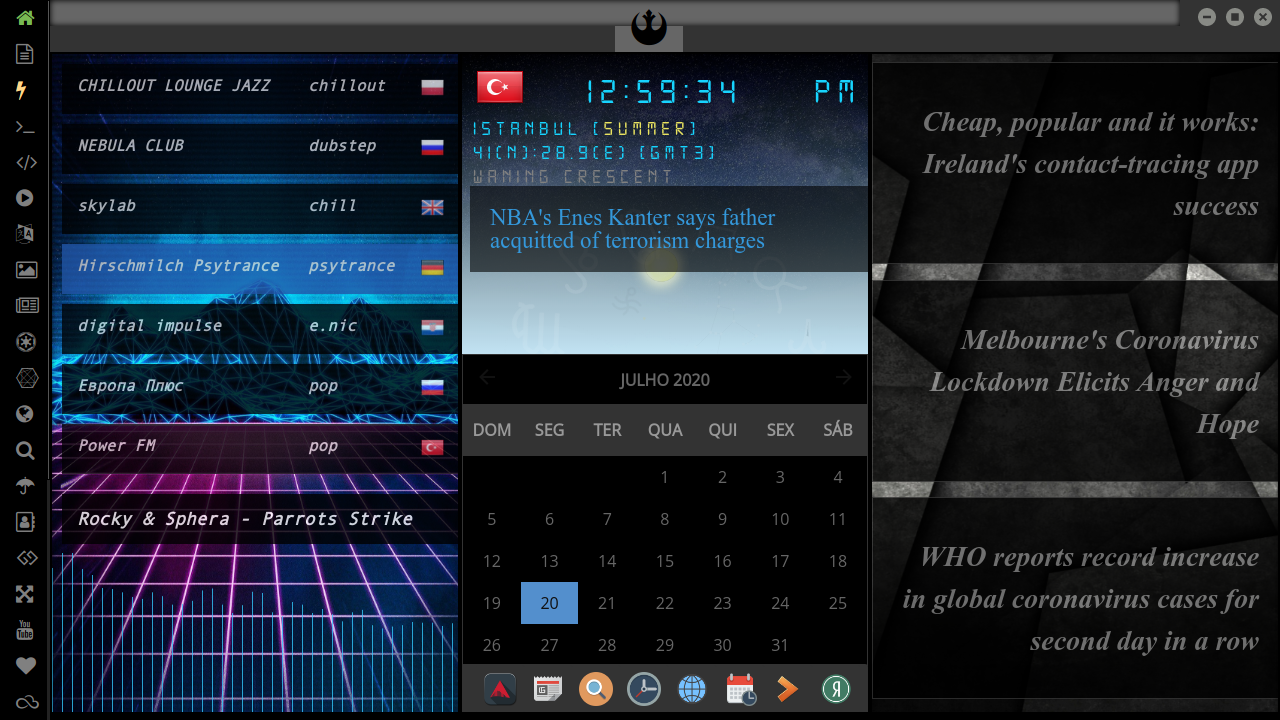 CHILLOUT LOUNGE JAZZ chillout
NEBULA CLUB dubstep
skylab chill
Hirschmilch Psytrance psytrance
digital impulse e.nic
Европа Плюс pop
Power FM pop
Rocky & Sphera - Parrots Strike
12:59:34 PM
ISTANBUL (SUMMER)
41(N):28.9(E) (GMT3)
WANING CRESCENT
NBA's Enes Kanter says father
acquitted of terrorism charges
JULHO 2020
DOM SEG TER QUA QUI SEX SÁB
1 2 3 4
5 6 7 8 9 10 11
12 13 14 15 16 17 18
19 20 21 22 23 24 25
26 27 28 29 30 31
Cheap, popular and it works:
Ireland's contact-tracing app
success
Melbourne's Coronavirus
Lockdown Elicits Anger and
Hope
WHO reports record increase
in global coronavirus cases for
second day in a row
You
Tube
Я